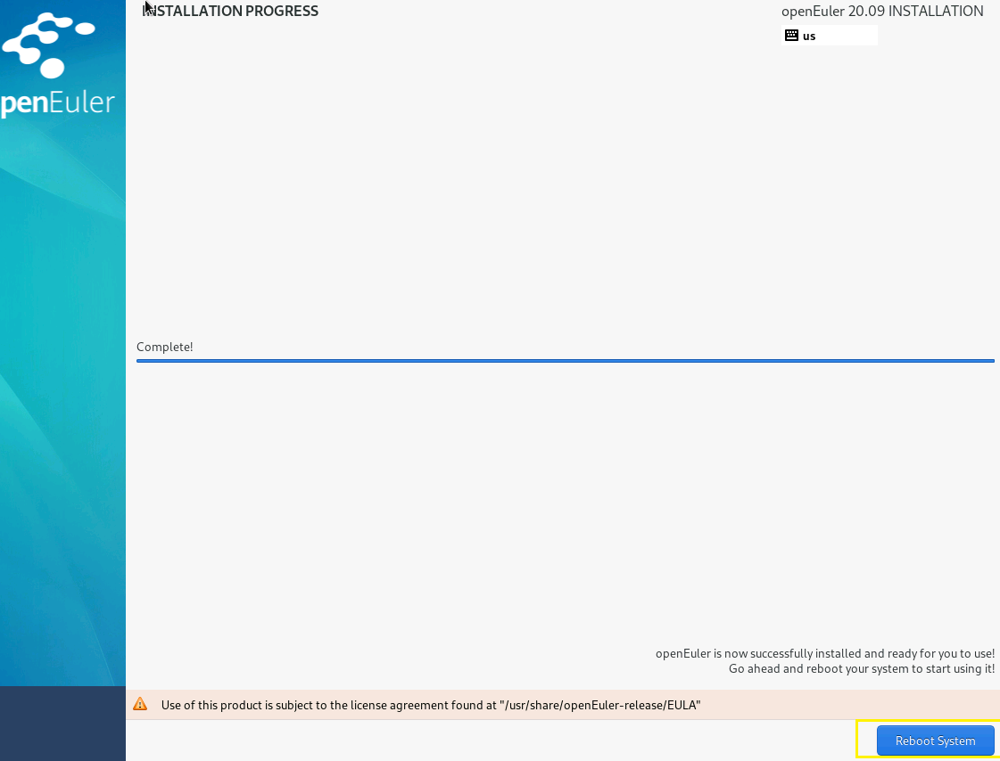 INSTALLATION PROGRESS
openEuler 20.09 INSTALLATION
us
penEuler
Complete!
openEuler is now successfully installed and ready for you to use!
Go ahead and reboot your system to start using it!
Use of this product is subject to the license agreement found at "/usr/share/openEuler-release/EULA"
Reboot System